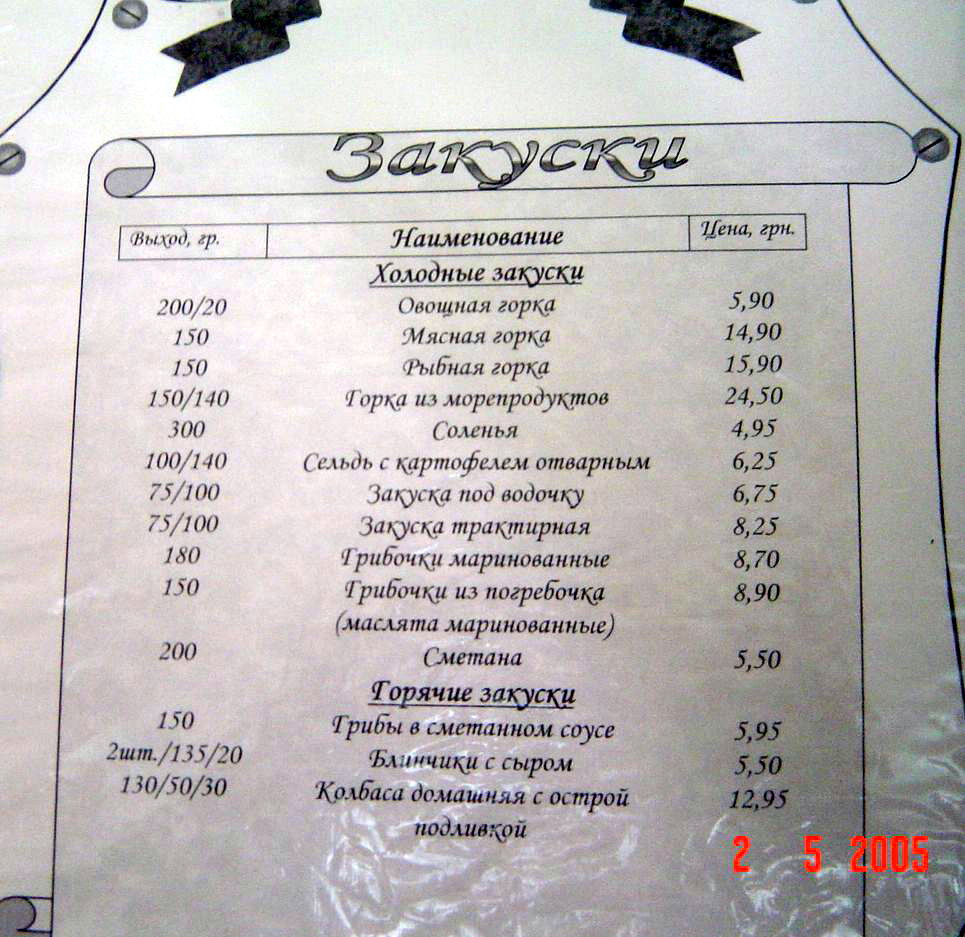 Закуски
Выход, гр. Наименование Цена, грн.
Холодные закуски
200/20 Овощная горка 5,90
150 Мясная горка 14,90
150 Рыбная горка 15,90
150/140 Горка из морепродуктов 24,50
300 Соленья 4,95
100/140 Сельдь с картофелем отварным 6,25
75/100 Закуска под водочку 6,75
75/100 Закуска трактирная 8,25
180 Грибочки маринованные 8,70
150 Грибочки из погребочка 8,90
(маслята маринованные)
200 Сметана 5,50
Горячие закуски
150 Грибы в сметанном соусе 5,95
2шт./135/20 Блинчики с сыром 5,50
130/50/30 Колбаса домашняя с острой 12,95
подливкой
2 5 2005